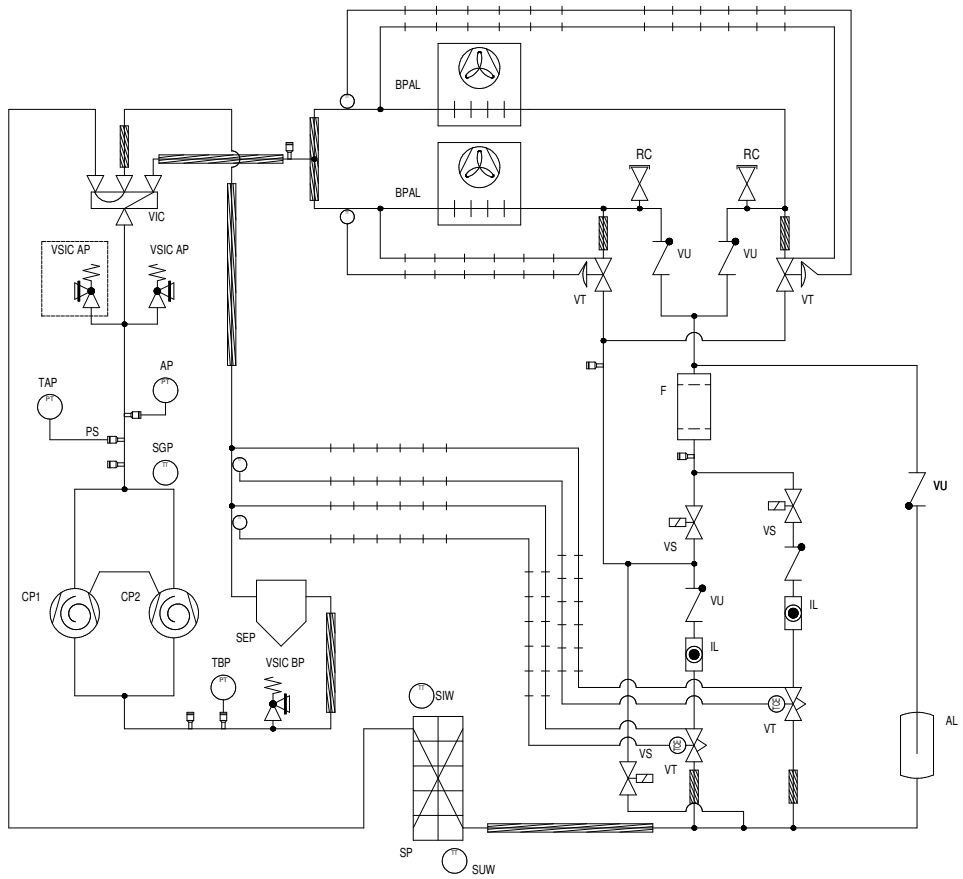 BPAL
RC
RC
BPAL
VIC
VSIC AP
VSIC AP
VU
VU
VT
VT
AP
TAP
PT
PT
F
PS
SGP
TT
VU
VS
VS
CP1
CP2
VU
IL
SEP
IL
TBP
VSIC BP
PT
TT
SIW
TCE
VT
AL
TCE
VS
VT
SP
TT
SUW